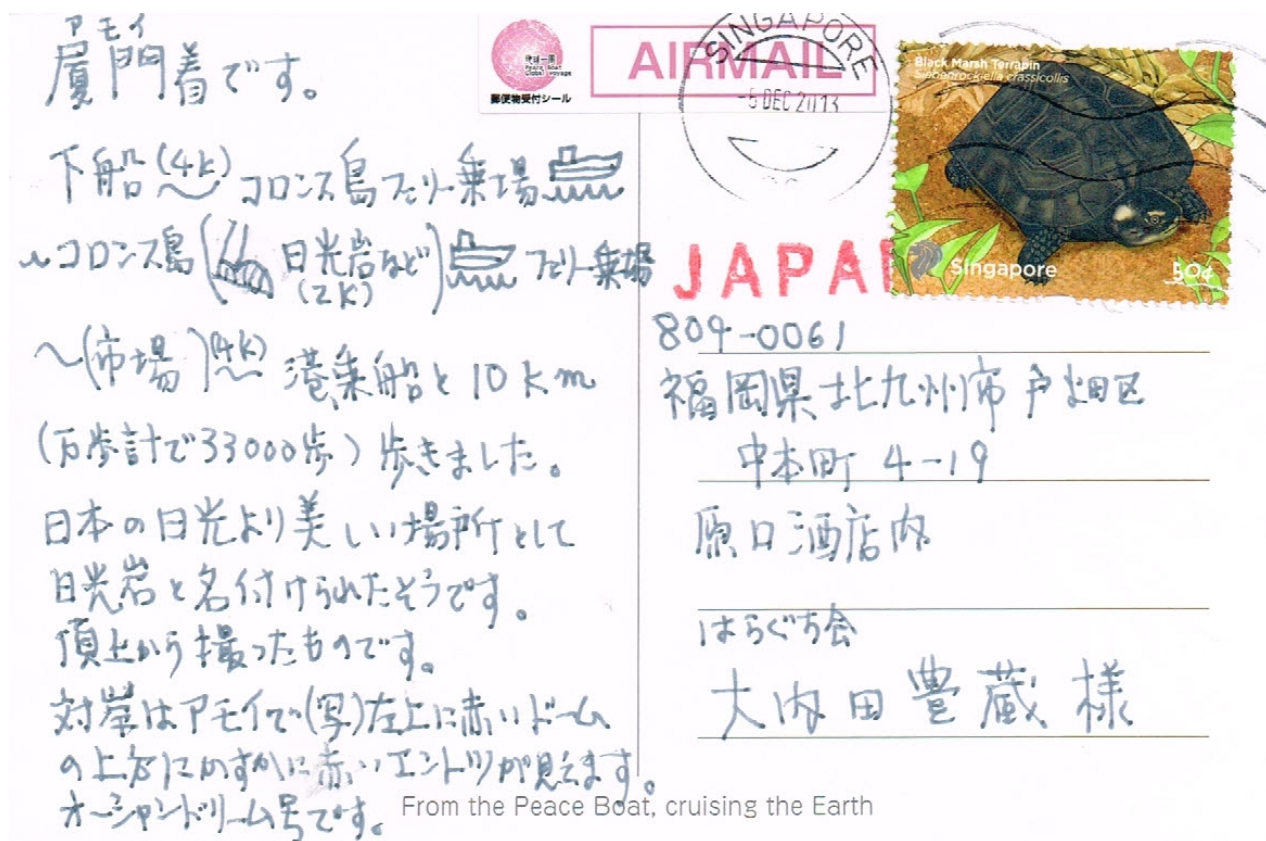 アモイ
厦門着です。
下船(4k)コロンス島フェリー乗場
~コロンス島(日光岩など)フェリー乗場
(2k)
~(市場)(4k)港乗船と10km
(万歩計で33000歩)歩きました。
日本の日光より美しい場所として
日光岩と名付けられたそうです。
頂上から撮ったものです。
対岸はアモイで(写)左上に赤いドーム
の上方にかすかに赤いエントツが見えます。
オーシャンドリーム号です。
地球一周
Peace Boat
Global Voyage
郵便物受付シール
AIRMAIL
SINGAPORE
-5 DEC 2013
Black Marsh Terrapin
Siebenrockiella crassicollis
Singapore
50¢
JAPAN
804-0061
福岡県北九州市戸畑区
中本町 4-19
原口酒店内
はらぐち会
大内田豊蔵様
From the Peace Boat, cruising the Earth